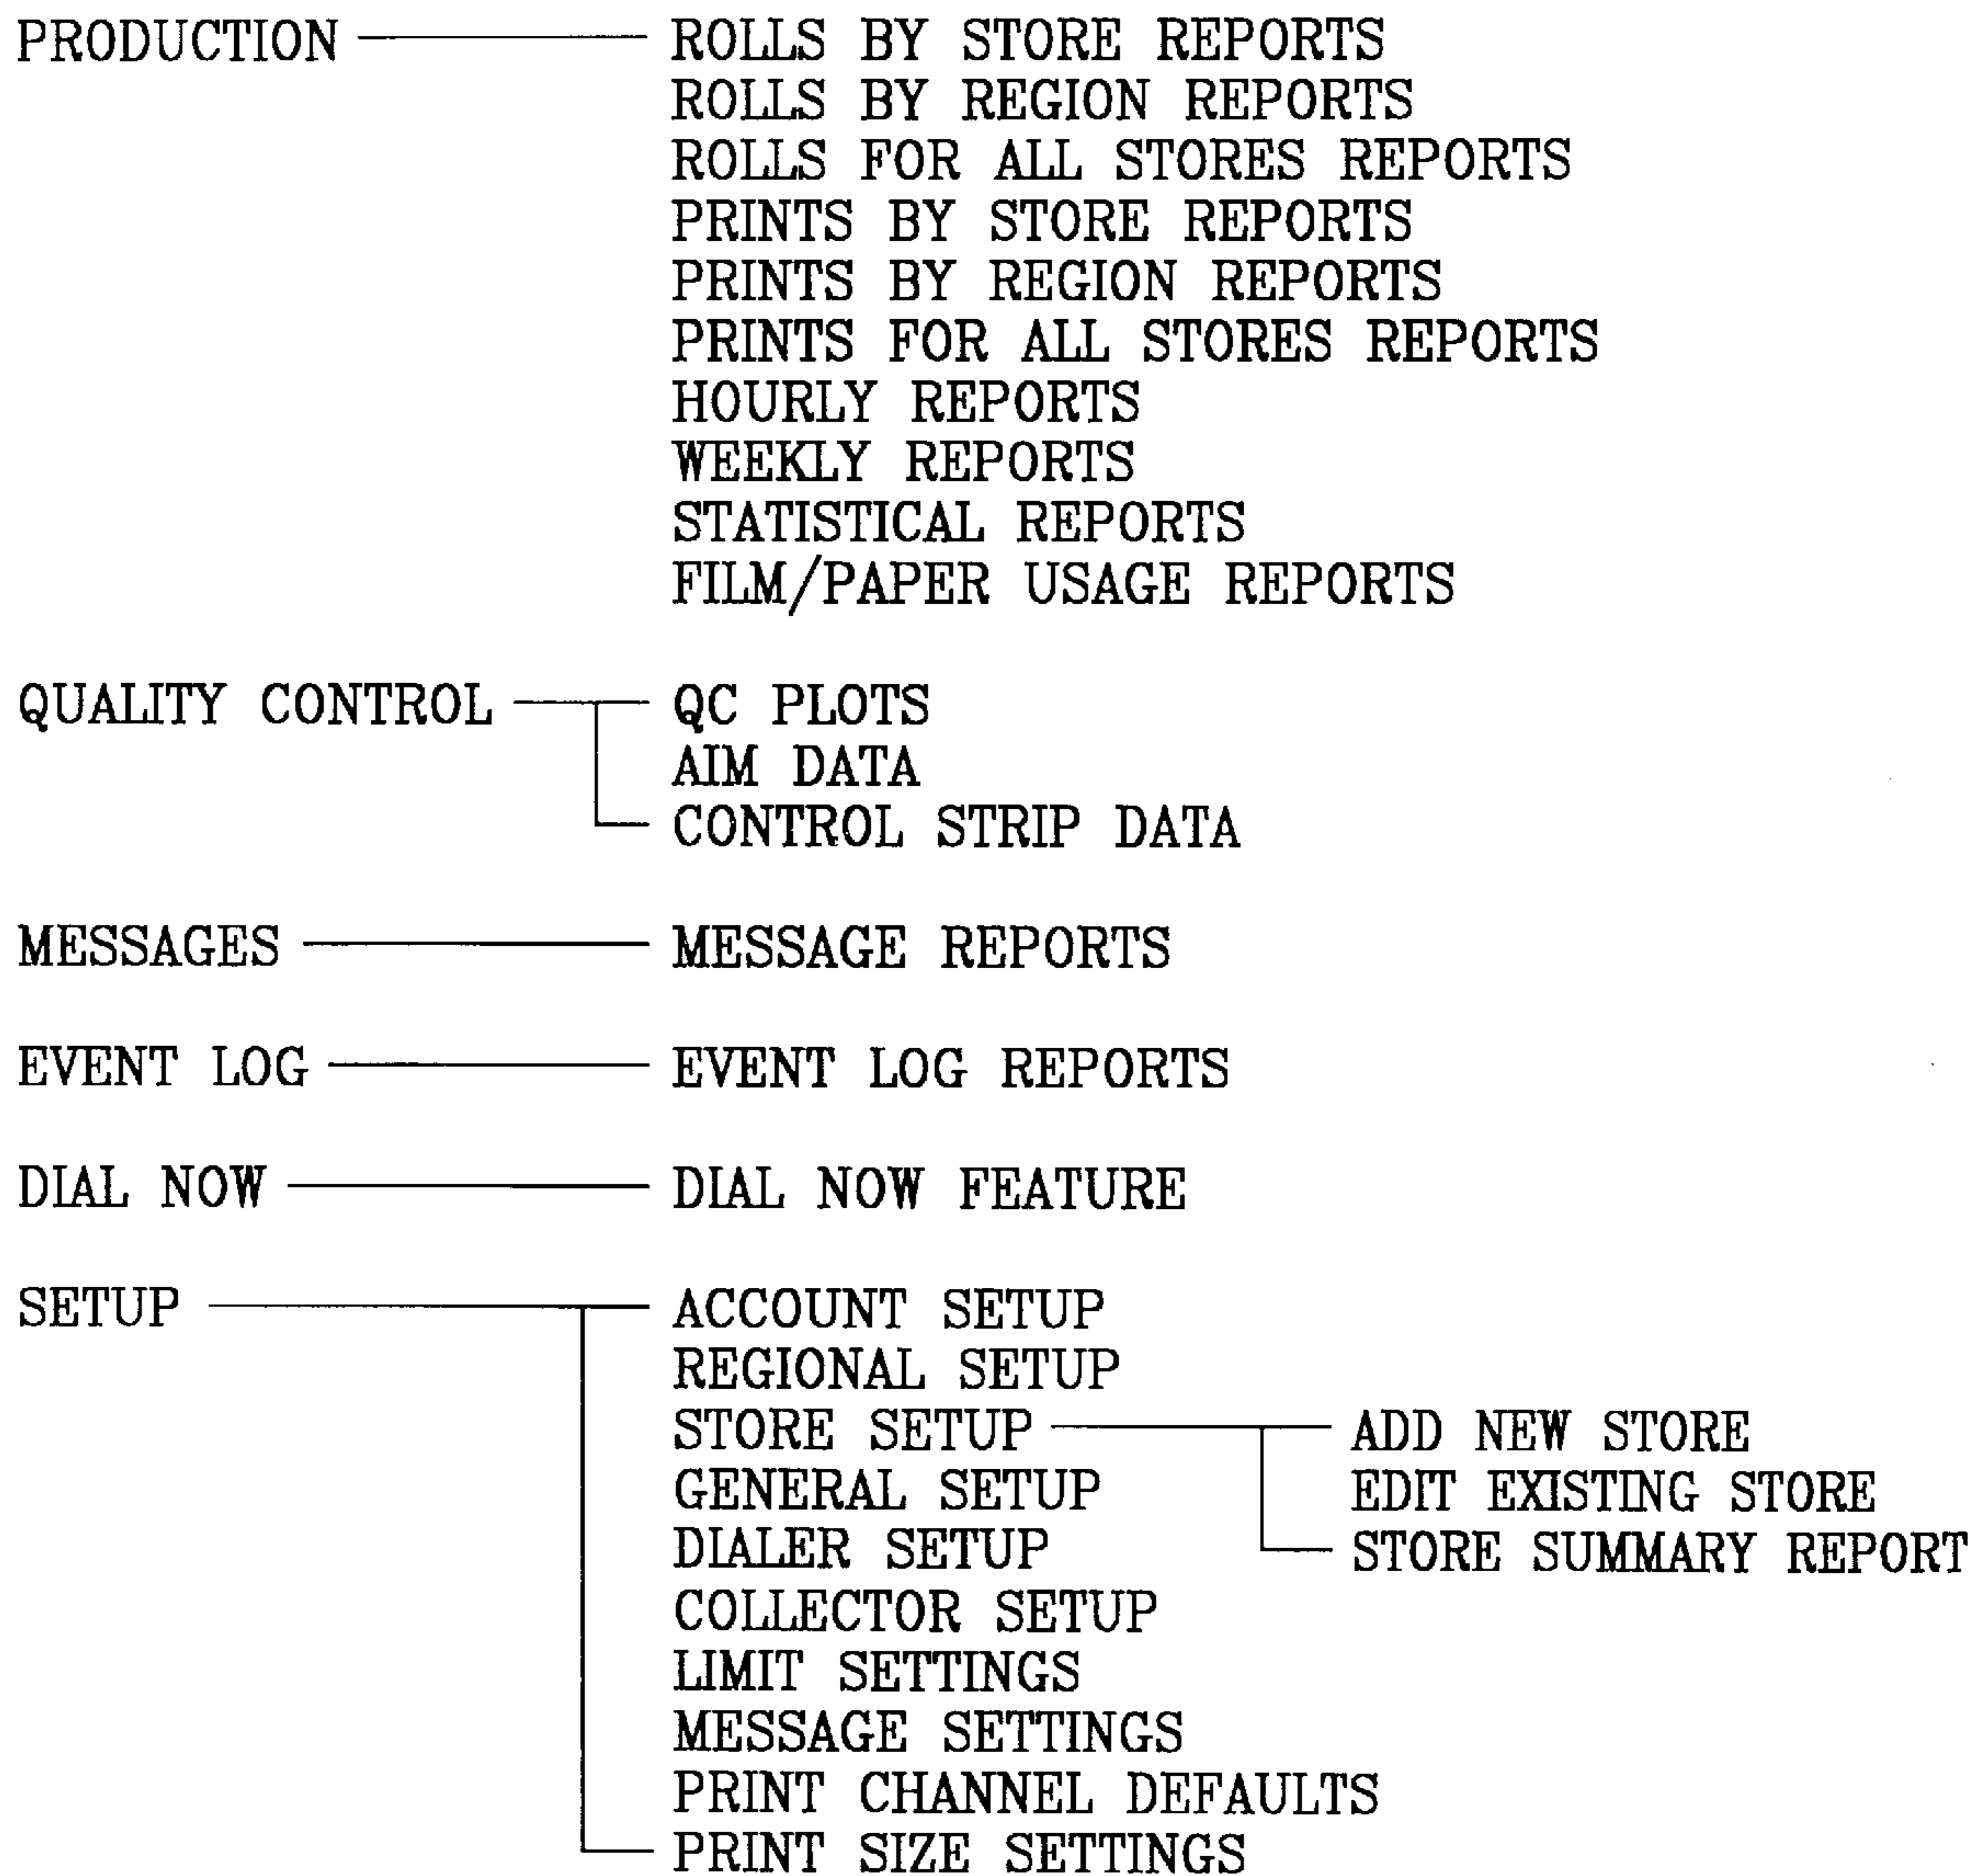 PRODUCTION ROLLS BY STORE REPORTS
ROLLS BY REGION REPORTS
ROLLS FOR ALL STORES REPORTS
PRINTS BY STORE REPORTS
PRINTS BY REGION REPORTS
PRINTS FOR ALL STORES REPORTS
HOURLY REPORTS
WEEKLY REPORTS
STATISTICAL REPORTS
FILM/PAPER USAGE REPORTS
QUALITY CONTROL QC PLOTS
AIM DATA
CONTROL STRIP DATA
MESSAGES MESSAGE REPORTS
EVENT LOG EVENT LOG REPORTS
DIAL NOW DIAL NOW FEATURE
SETUP ACCOUNT SETUP
REGIONAL SETUP
STORE SETUP ADD NEW STORE
GENERAL SETUP EDIT EXISTING STORE
DIALER SETUP STORE SUMMARY REPORT
COLLECTOR SETUP
LIMIT SETTINGS
MESSAGE SETTINGS
PRINT CHANNEL DEFAULTS
PRINT SIZE SETTINGS